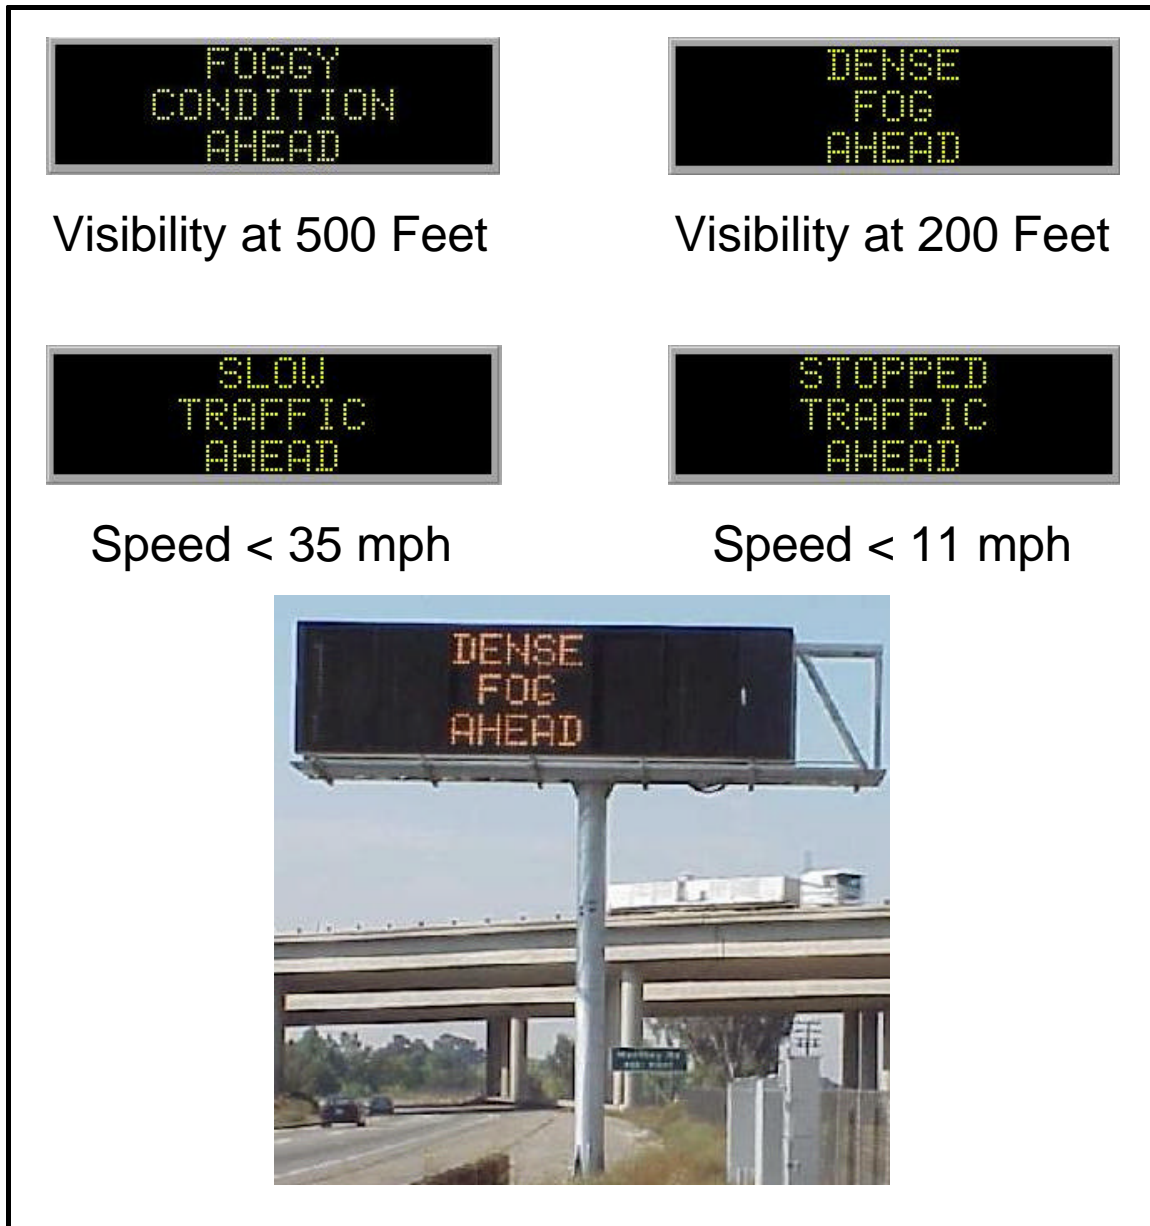 FOGGY
CONDITION
AHEAD
Visibility at 500 Feet
DENSE
FOG
AHEAD
Visibility at 200 Feet
SLOW
TRAFFIC
AHEAD
Speed < 35 mph
STOPPED
TRAFFIC
AHEAD
Speed < 11 mph
DENSE
FOG
AHEAD